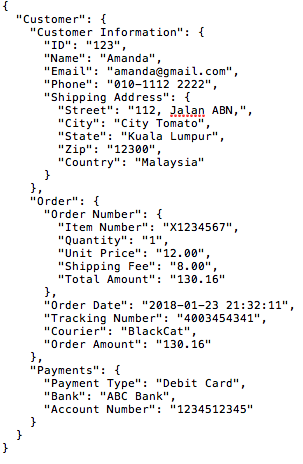 {
  "Customer": {
    "Customer Information": {
      "ID": "123",
      "Name": "Amanda",
      "Email": "amanda@gmail.com",
      "Phone": "010-1112 2222",
      "Shipping Address": {
        "Street": "112, Jalan ABN,",
        "City": "City Tomato",
        "State": "Kuala Lumpur",
        "Zip": "12300",
        "Country": "Malaysia"
      }
    },
    "Order": {
      "Order Number": {
        "Item Number": "X1234567",
        "Quantity": "1",
        "Unit Price": "12.00",
        "Shipping Fee": "8.00",
        "Total Amount": "130.16"
      },
      "Order Date": "2018-01-23 21:32:11",
      "Tracking Number": "4003454341",
      "Courier": "BlackCat",
      "Order Amount": "130.16"
    },
    "Payments": {
      "Payment Type": "Debit Card",
      "Bank": "ABC Bank",
      "Account Number": "1234512345"
    }
  }
}